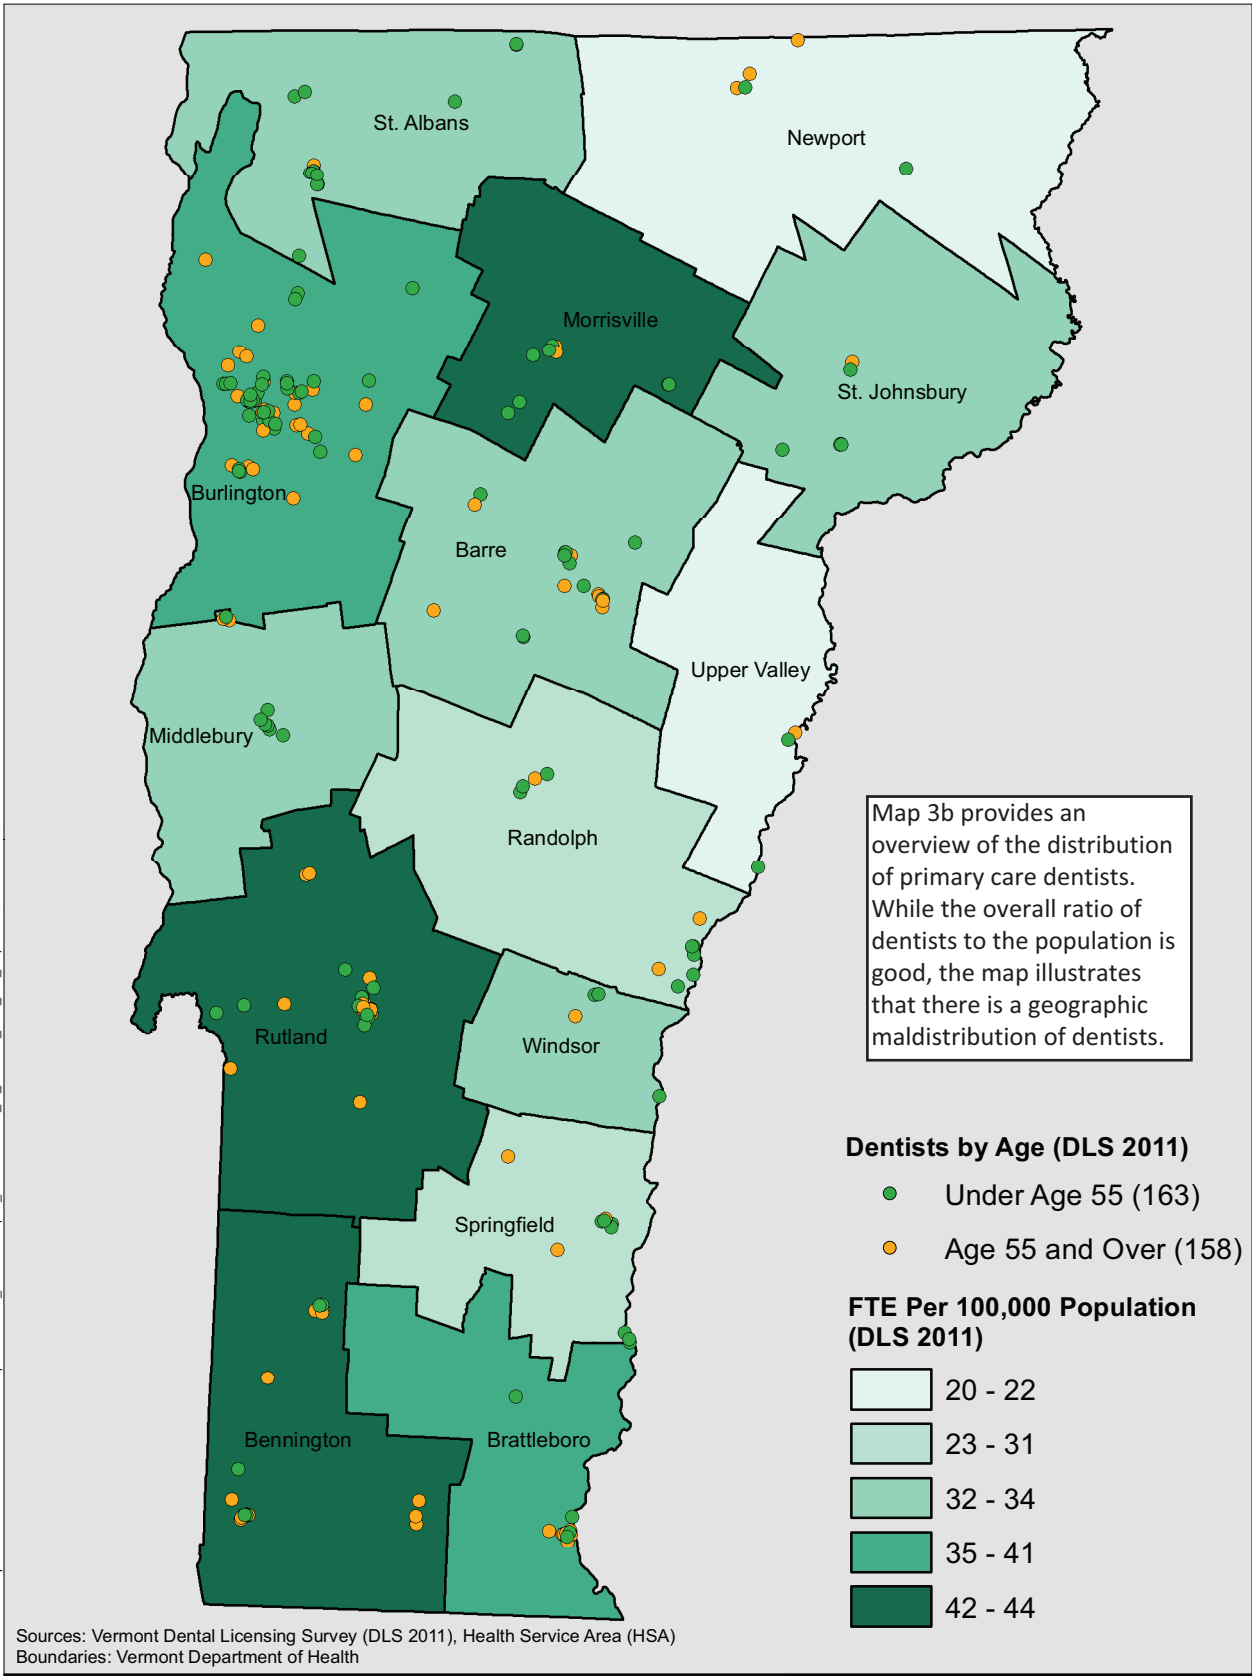 St. Albans
Newport
Morrisville
St. Johnsbury
Burlington
Barre
Upper Valley
Middlebury
Randolph
Map 3b provides an
overview of the distribution
of primary care dentists.
While the overall ratio of
dentists to the population is
good, the map illustrates
that there is a geographic
maldistribution of dentists.
Rutland
Windsor
Dentists by Age (DLS 2011)
Under Age 55 (163)
Age 55 and Over (158)
Springfield
FTE Per 100,000 Population
(DLS 2011)
20 - 22
23 - 31
32 - 34
35 - 41
42 - 44
Bennington
Brattleboro
Sources: Vermont Dental Licensing Survey (DLS 2011), Health Service Area (HSA)
Boundaries: Vermont Department of Health